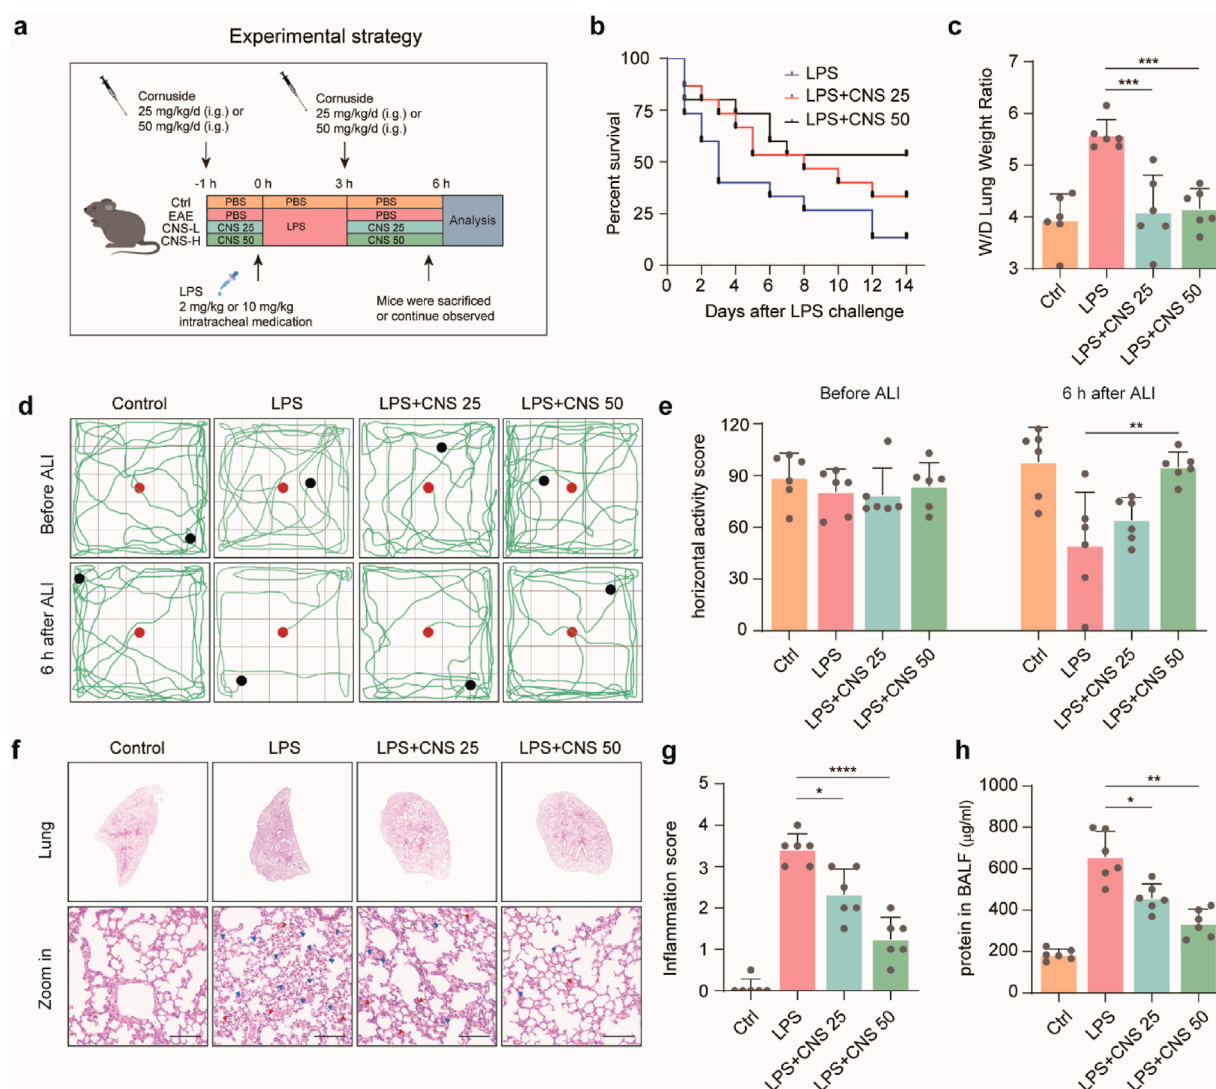 a
Experimental strategy
Cornuside
25 mg/kg/d (i.g.) or
50 mg/kg/d (i.g.)
Cornuside
25 mg/kg/d (i.g.) or
50 mg/kg/d (i.g.)
-1 h
0 h
3 h
6 h
Ctrl
PBS
PBS
PBS
EAE
PBS
LPS
PBS
Analysis
CNS-L
CNS 25
CNS 25
CNS-H
CNS 50
CNS 50
LPS
2 mg/kg or 10 mg/kg
intratracheal medication
Mice were sacrificed
or continue observed
b
Percent survival
100
75
50
25
0
LPS
LPS+CNS 25
LPS+CNS 50
0 2 4 6 8 10 12 14
Days after LPS challenge
c
W/D Lung Weight Ratio
7
6
5
4
3
***
***
Ctrl
LPS
LPS+CNS 25
LPS+CNS 50
d
Control
LPS
LPS+CNS 25
LPS+CNS 50
Before ALI
6 h after ALI
e
Before ALI
6 h after ALI
horizontal activity score
120
90
60
30
0
**
Ctrl
LPS
LPS+CNS 25
LPS+CNS 50
Ctrl
LPS
LPS+CNS 25
LPS+CNS 50
f
Control
LPS
LPS+CNS 25
LPS+CNS 50
Lung
Zoom in
g
Inflammation score
5
4
3
2
1
0
****
*
Ctrl
LPS
LPS+CNS 25
LPS+CNS 50
h
protein in BALF (μg/ml)
1000
800
600
400
200
0
**
*
Ctrl
LPS
LPS+CNS 25
LPS+CNS 50